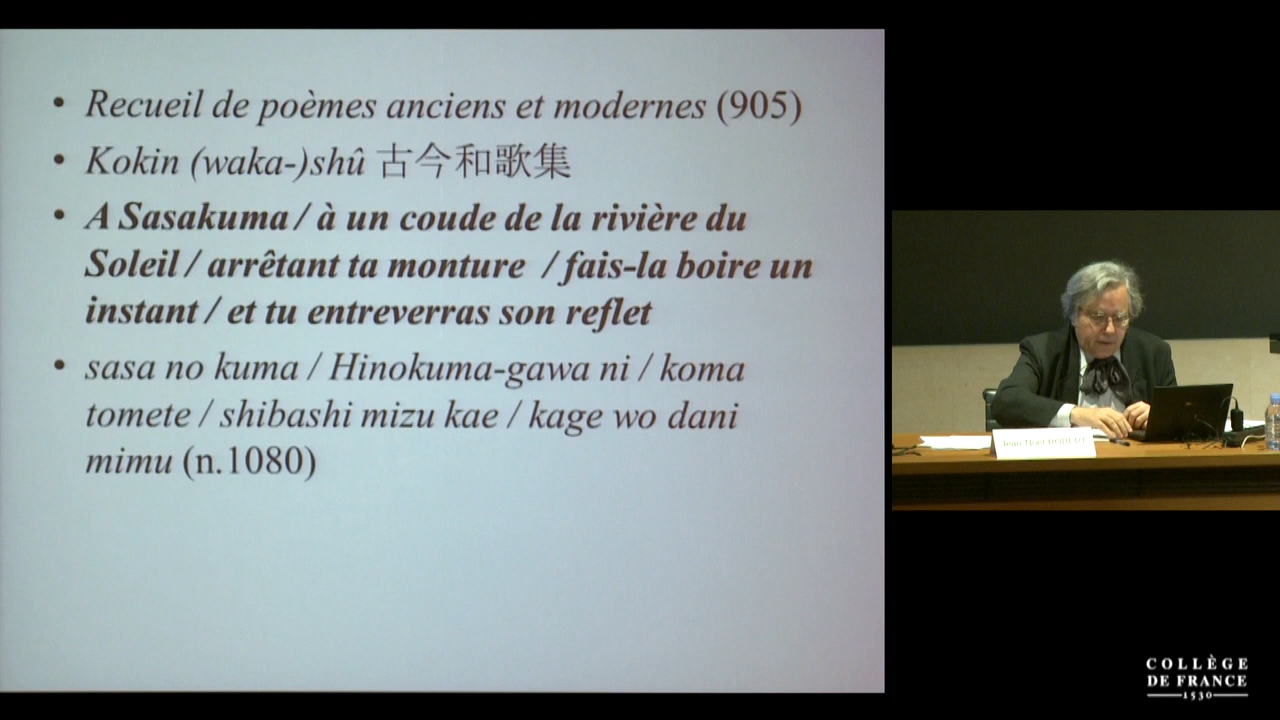 • Recueil de poèmes anciens et modernes (905)
• Kokin (waka-)shû 古今和歌集
• A Sasakuma / à un coude de la rivière du
Soleil / arrêtant ta monture / fais-la boire un
instant / et tu entreverras son reflet
• sasa no kuma / Hinokuma-gawa ni / koma
tomete / shibashi mizu kae / kage wo dani
mimu (n.1080)
Jean Noël
COLLÈGE
DE FRANCE
1530